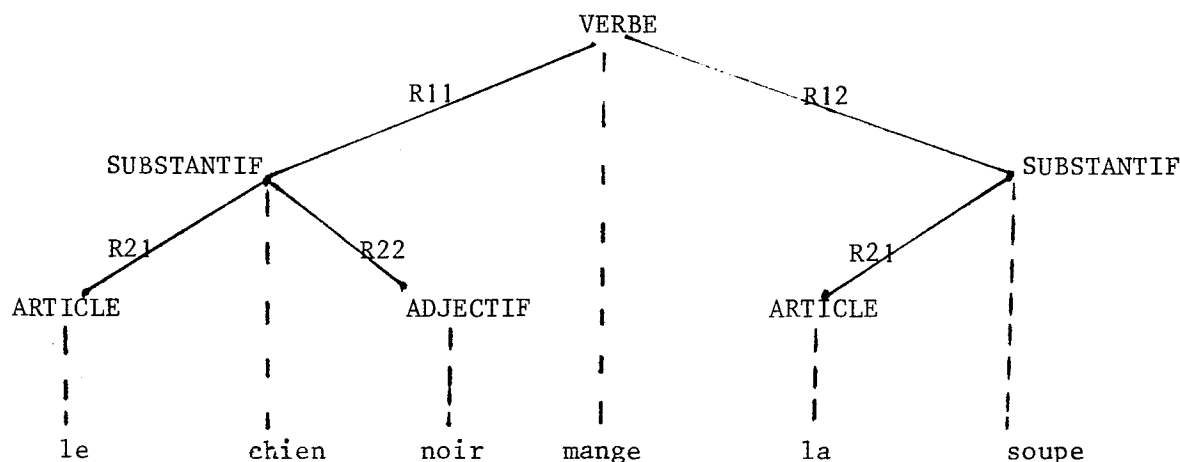 VERBE
R11 R12
SUBSTANTIF SUBSTANTIF
R21 R22 R21
ARTICLE ADJECTIF ARTICLE
le chien noir mange la soupe